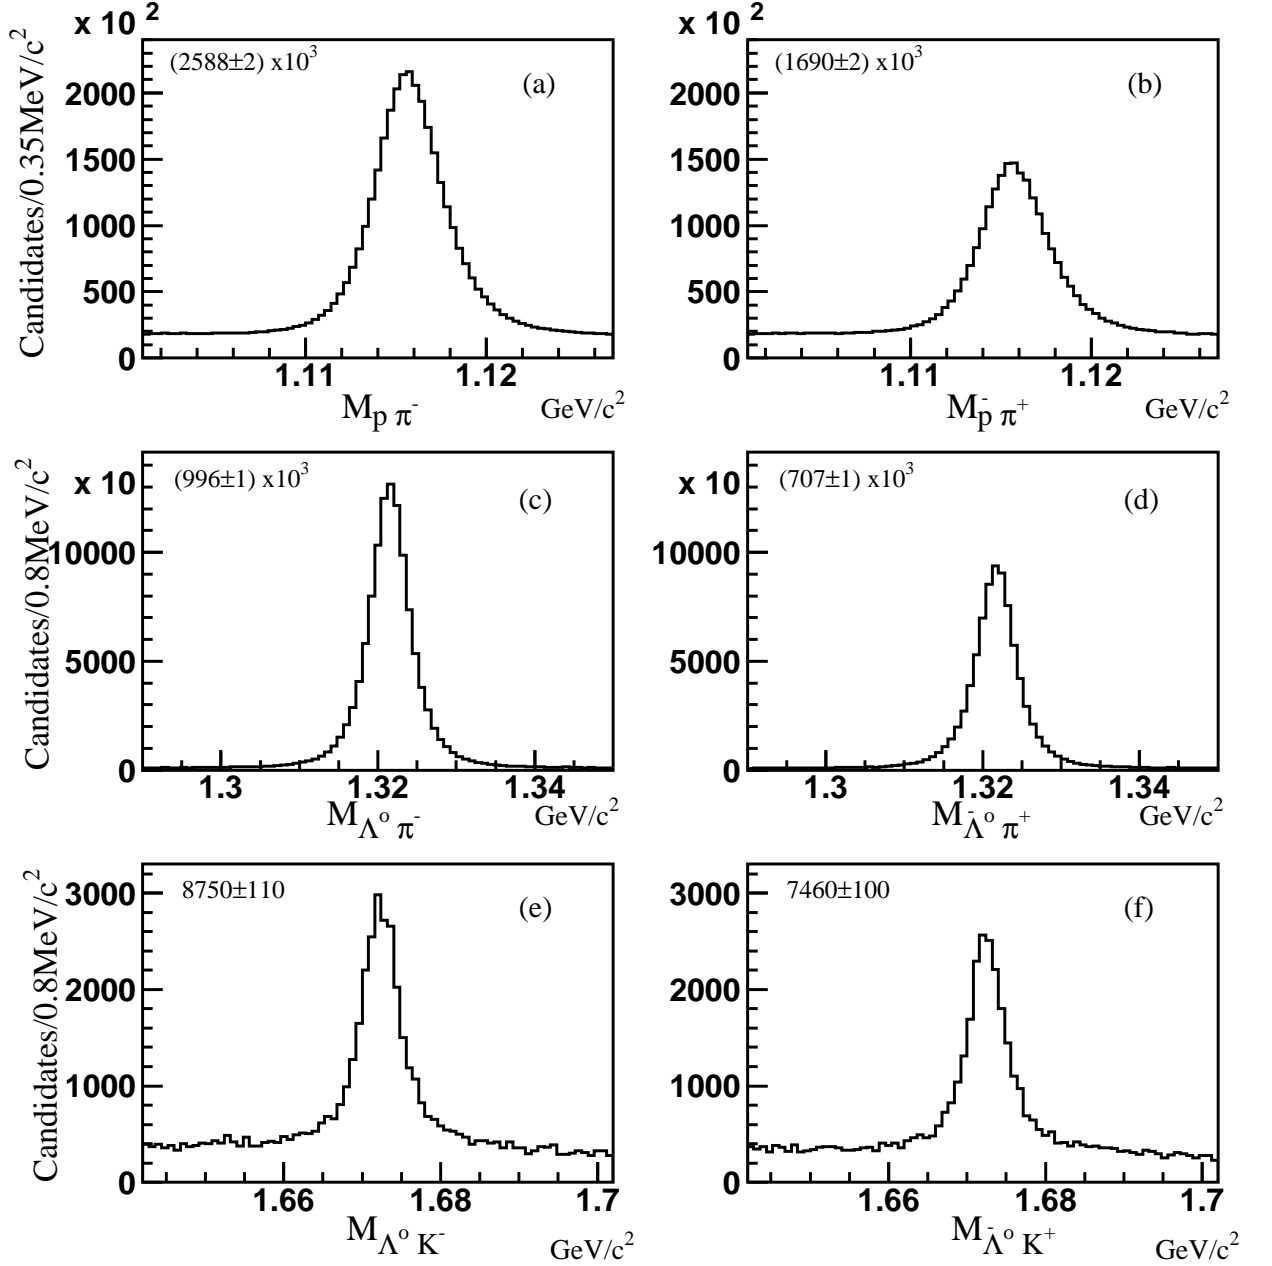 x 10²
x 10²
(2588±2) x10³
(a)
(1690±2) x10³
(b)
Candidates/0.35MeV/c²
2000
1500
1000
500
0
2000
1500
1000
500
0
1.11
1.12
1.11
1.12
M p π⁻
GeV/c²
M p̄ π⁺
GeV/c²
x 10
(996±1) x10³
(c)
x 10
(707±1) x10³
(d)
Candidates/0.8MeV/c²
10000
5000
0
10000
5000
0
1.3
1.32
1.34
1.3
1.32
1.34
M Λ° π⁻
GeV/c²
M Λ̄° π⁺
GeV/c²
8750±110
(e)
7460±100
(f)
Candidates/0.8MeV/c²
3000
2000
1000
0
3000
2000
1000
0
1.66
1.68
1.7
1.66
1.68
1.7
M Λ° K⁻
GeV/c²
M Λ̄° K⁺
GeV/c²